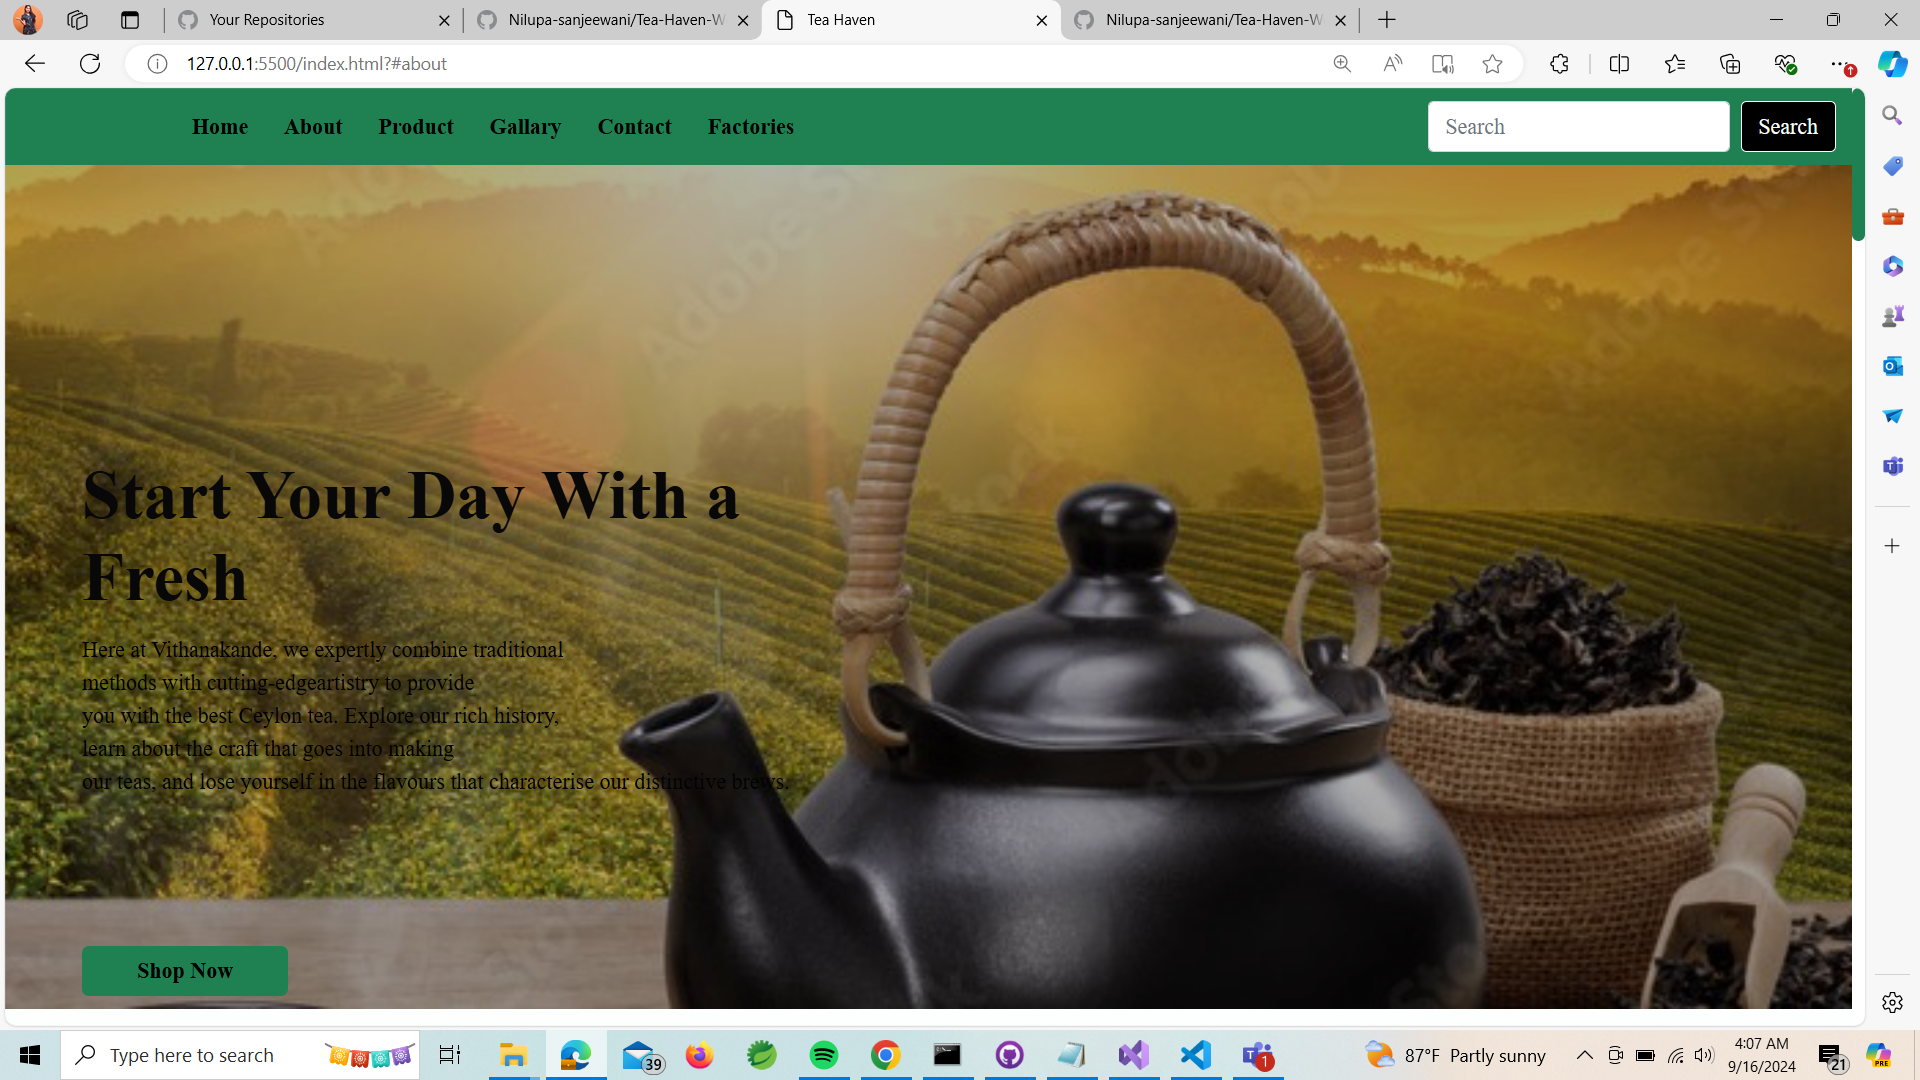 Your Repositories
Nilupa-sanjeewani/Tea-Haven-W
Tea Haven
Nilupa-sanjeewani/Tea-Haven-W
127.0.0.1:5500/index.html?#about
Home About Product Gallary Contact Factories
Search
Search
Adobe Stock
Start Your Day With a
Fresh
Here at Vithanakande, we expertly combine traditional
methods with cutting-edgeartistry to provide
you with the best Ceylon tea. Explore our rich history,
learn about the craft that goes into making
our teas, and lose yourself in the flavours that characterise our distinctive brews.
Shop Now
Type here to search
39
1
87°F Partly sunny
4:07 AM
9/16/2024
21
PRE